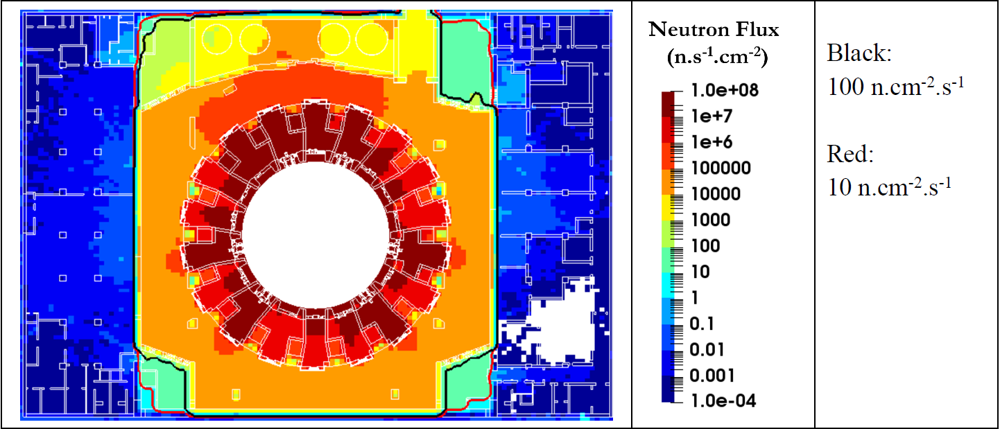 Neutron Flux
(n.s⁻¹.cm⁻²)
1.0e+08
1e+7
1e+6
100000
10000
1000
100
10
1
0.1
0.01
0.001
1.0e-04
Black:
100 n.cm⁻².s⁻¹
Red:
10 n.cm⁻².s⁻¹